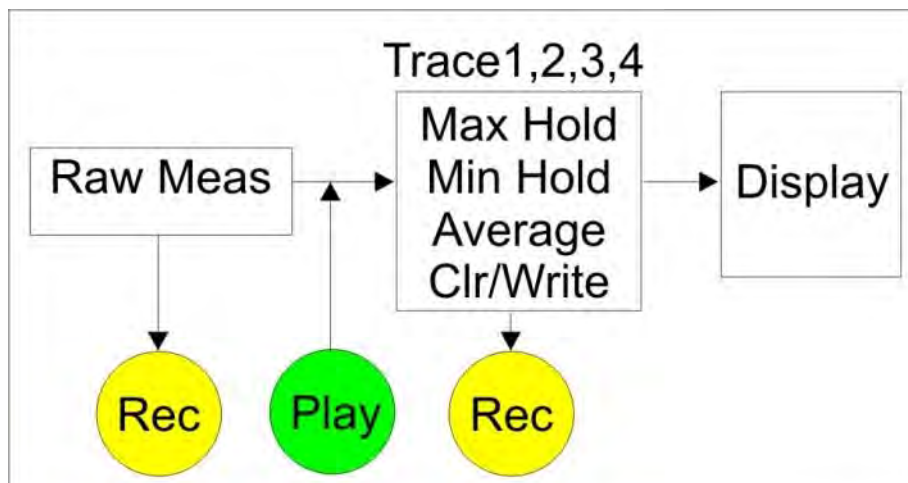 Trace1,2,3,4
Raw Meas
Max Hold
Min Hold
Average
Clr/Write
Display
Rec
Play
Rec